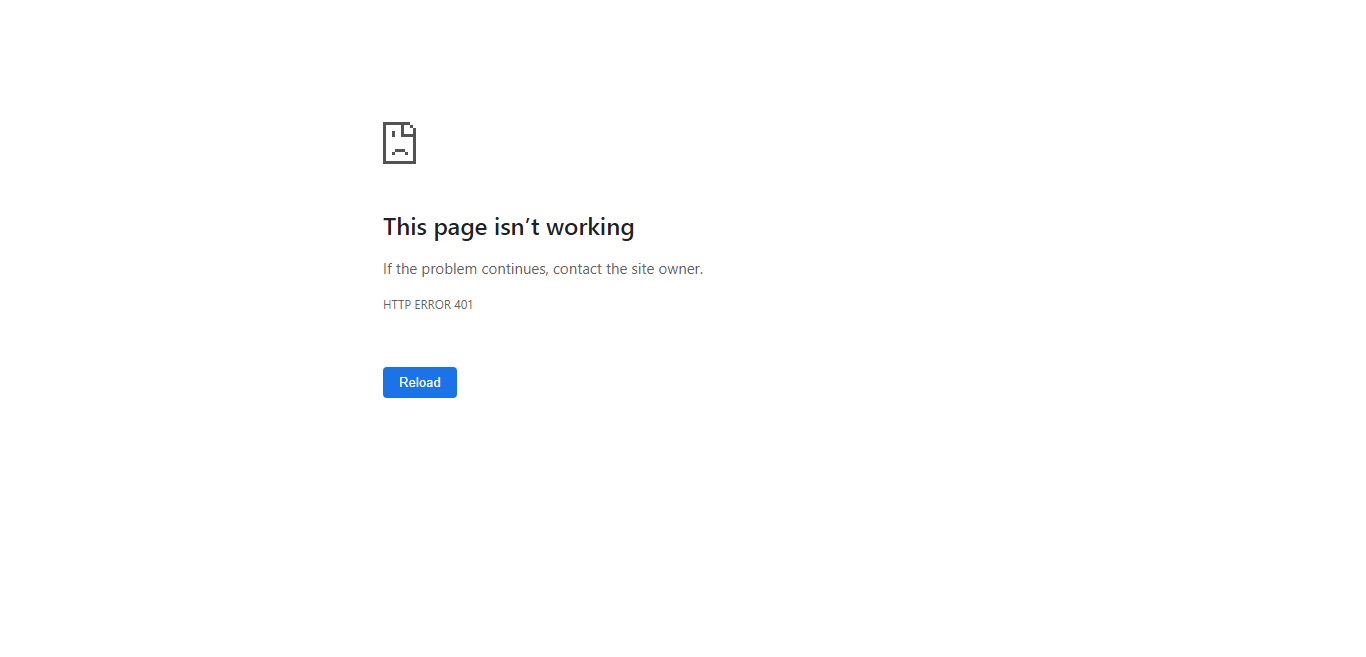 This page isn’t working
If the problem continues, contact the site owner.
HTTP ERROR 401
Reload